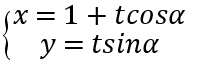 x = 1 + tcosα
y = tsinα